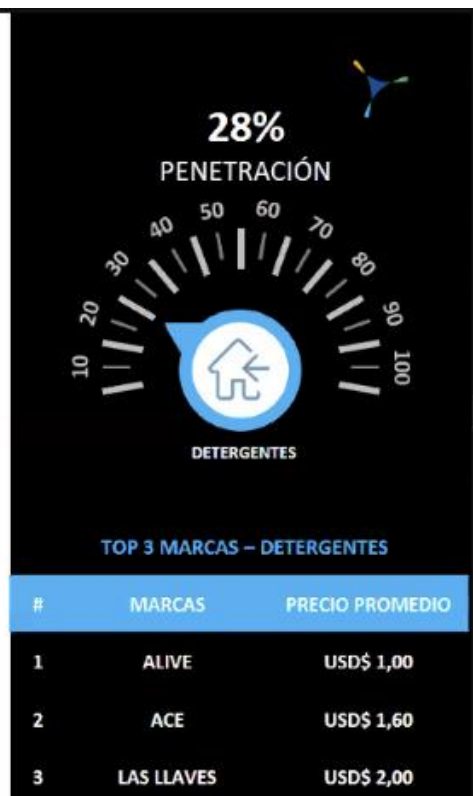 28%
PENETRACIÓN
10 20 30 40 50 60 70 80 90 100
DETERGENTES
TOP 3 MARCAS – DETERGENTES
# MARCAS PRECIO PROMEDIO
1 ALIVE USD$ 1,00
2 ACE USD$ 1,60
3 LAS LLAVES USD$ 2,00